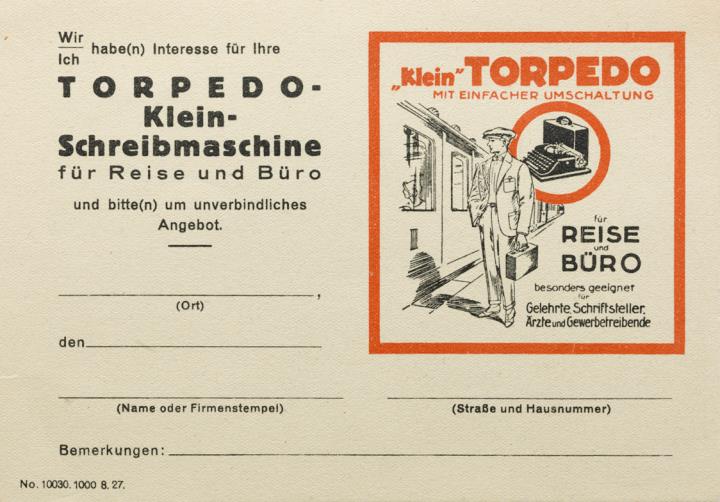 Wir
Ich habe(n) Interesse für Ihre
TORPEDO-
Klein-
Schreibmaschine
für Reise und Büro
und bitte(n) um unverbindliches
Angebot.
,
(Ort)
den
(Name oder Firmenstempel)
(Straße und Hausnummer)
Bemerkungen:
No. 10030. 1000 8. 27.
„Klein" TORPEDO
MIT EINFACHER UMSCHALTUNG
für
REISE
und
BÜRO
besonders geeignet
für
Gelehrte, Schriftsteller,
Ärzte und Gewerbetreibende